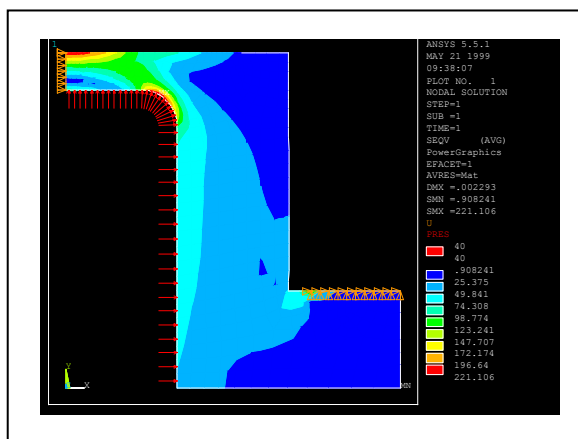 1
ANSYS 5.5.1
MAY 21 1999
09:38:07
PLOT NO. 1
NODAL SOLUTION
STEP=1
SUB =1
TIME=1
SEQV (AVG)
PowerGraphics
EFACET=1
AVRES=Mat
DMX =.002293
SMN =.908241
SMX =221.106
U
PRES
40
40
.908241
25.375
49.841
74.308
98.774
123.241
147.707
172.174
196.64
221.106
Y
X
MN